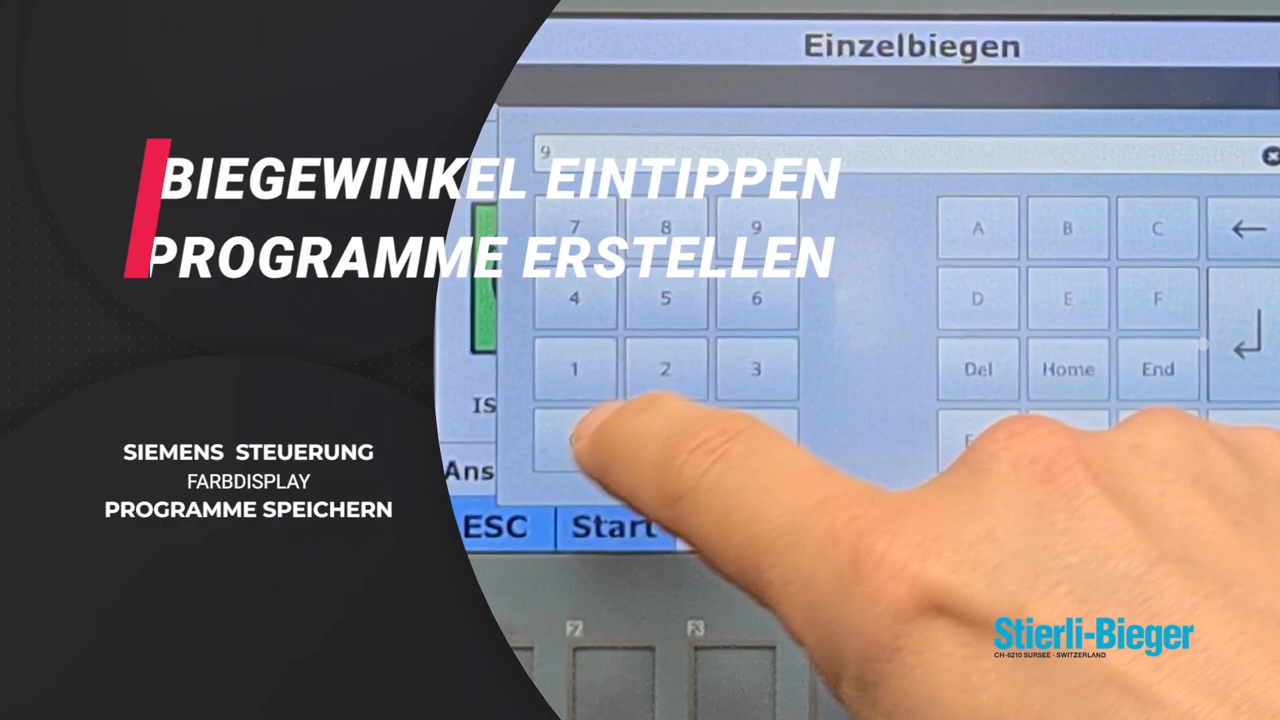 Einzelbiegen
9
BIEGEWINKEL EINTIPPEN
PROGRAMME ERSTELLEN
7 8 9 A B C ←
4 5 6 D E F
1 2 3 Del Home End
IS
Ans
ESC Start
SIEMENS STEUERUNG
FARBDISPLAY
PROGRAMME SPEICHERN
F2 F3
Stierli-Bieger
CH-6210 SURSEE - SWITZERLAND